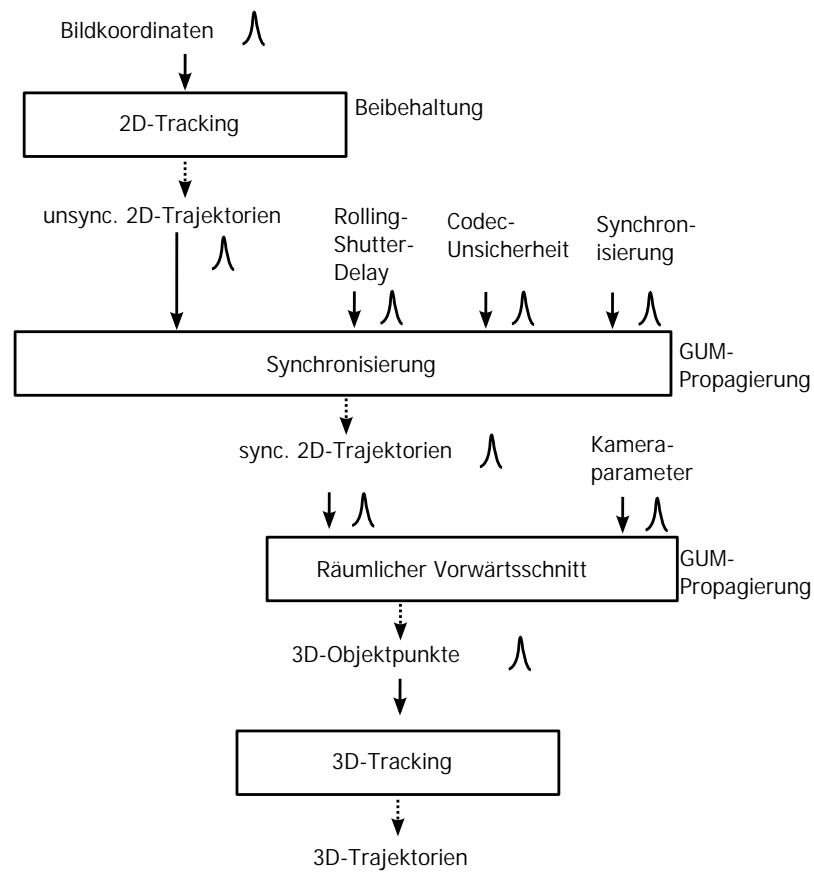 Bildkoordinaten
2D-Tracking
Beibehaltung
unsync. 2D-Trajektorien
Rolling-
Shutter-
Delay
Codec-
Unsicherheit
Synchron-
isierung
Synchronisierung
GUM-
Propagierung
sync. 2D-Trajektorien
Kamera-
parameter
Räumlicher Vorwärtsschnitt
GUM-
Propagierung
3D-Objektpunkte
3D-Tracking
3D-Trajektorien